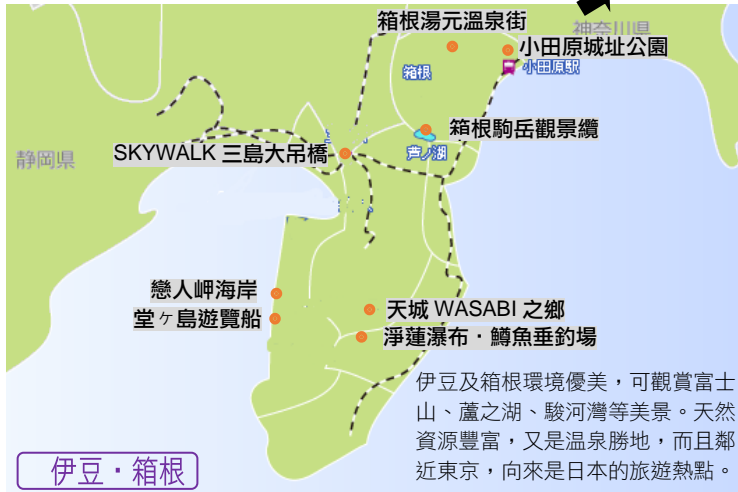 箱根湯元溫泉街
神奈川県
小田原城址公園
小田原駅
箱根
箱根駒岳觀景纜
芦ノ湖
静岡県
SKYWALK 三島大吊橋
戀人岬海岸
堂ヶ島遊覽船
天城 WASABI 之鄉
淨蓮瀑布‧鱒魚垂釣場
伊豆及箱根環境優美，可觀賞富士
山、蘆之湖、駿河灣等美景。天然
資源豐富，又是温泉勝地，而且鄰
近東京，向來是日本的旅遊熱點。
伊豆‧箱根